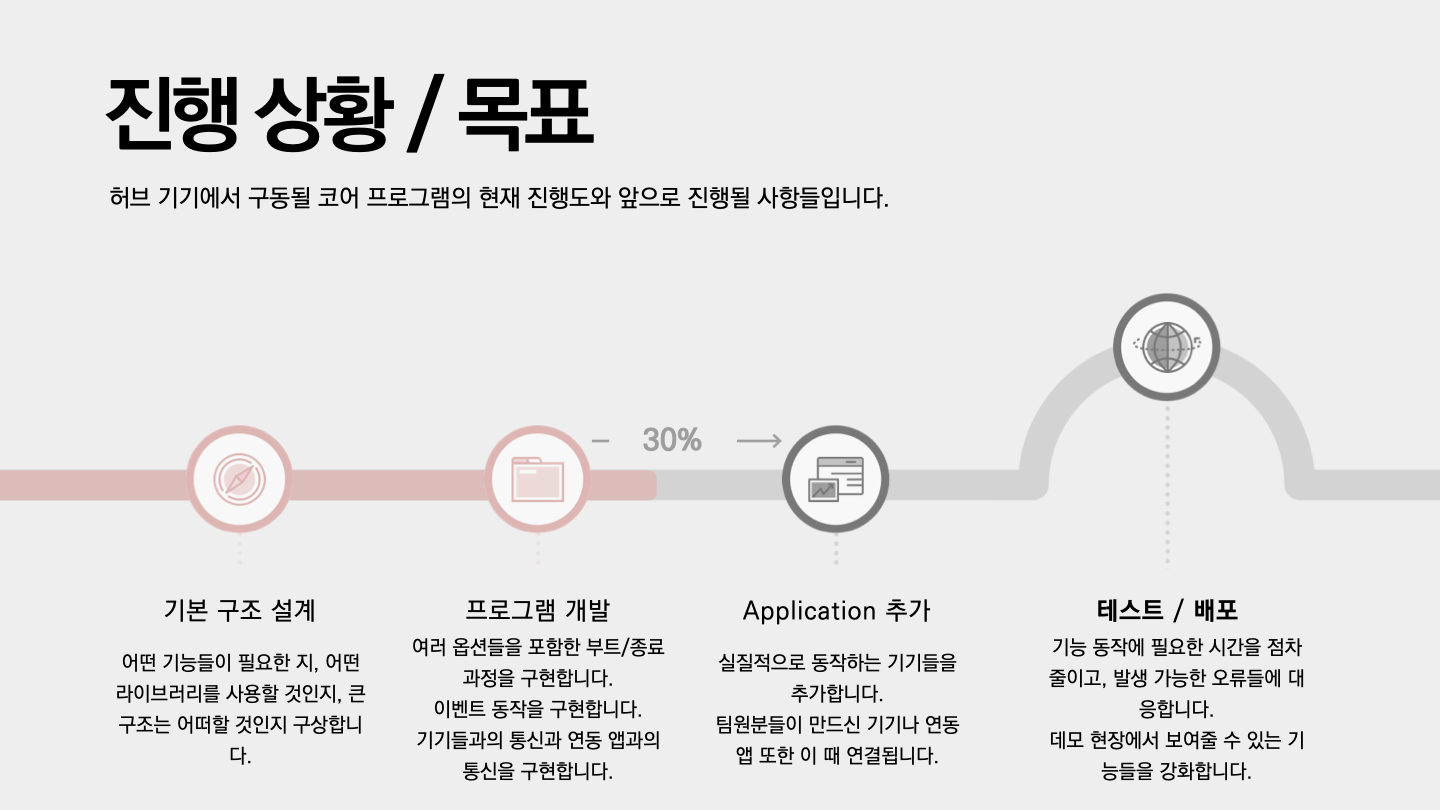 진행 상황 / 목표
허브 기기에서 구동될 코어 프로그램의 현재 진행도와 앞으로 진행될 사항들입니다.
30%
기본 구조 설계
어떤 기능들이 필요한 지, 어떤
라이브러리를 사용할 것인지, 큰
구조는 어떠할 것인지 구상합니
다.
프로그램 개발
여러 옵션들을 포함한 부트/종료
과정을 구현합니다.
이벤트 동작을 구현합니다.
기기들과의 통신과 연동 앱과의
통신을 구현합니다.
Application 추가
실질적으로 동작하는 기기들을
추가합니다.
팀원분들이 만드신 기기나 연동
앱 또한 이 때 연결됩니다.
테스트 / 배포
기능 동작에 필요한 시간을 점차
줄이고, 발생 가능한 오류들에 대
응합니다.
데모 현장에서 보여줄 수 있는 기
능들을 강화합니다.